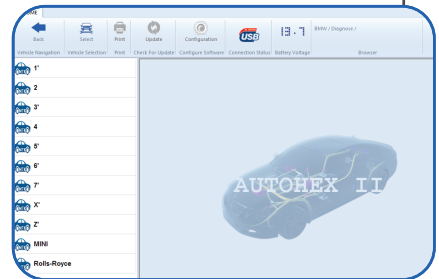 Back
Select
Print
Update
Configuration
USB
13.7
BMW / Diagnose /
Vehicle Navigation
Vehicle Selection
Print
Check For Update
Configure Software
Connection Status
Battery Voltage
Browser
1'
2
3'
4
5'
6'
7'
X'
Z'
MINI
Rolls-Royce
AUTOHEX II